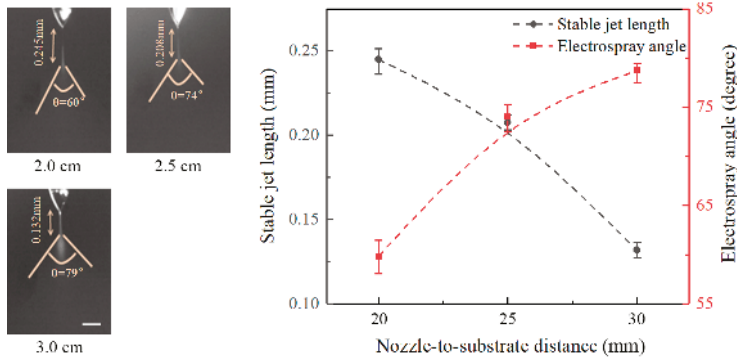 0.245mm
θ=60°
2.0 cm
0.208mm
θ=74°
2.5 cm
0.132mm
θ=79°
3.0 cm
Stable jet length
Electrospray angle
Stable jet length (mm)
0.25
0.20
0.15
0.10
20
25
30
Nozzle-to-substrate distance (mm)
85
75
65
55
Electrospray angle (degree)